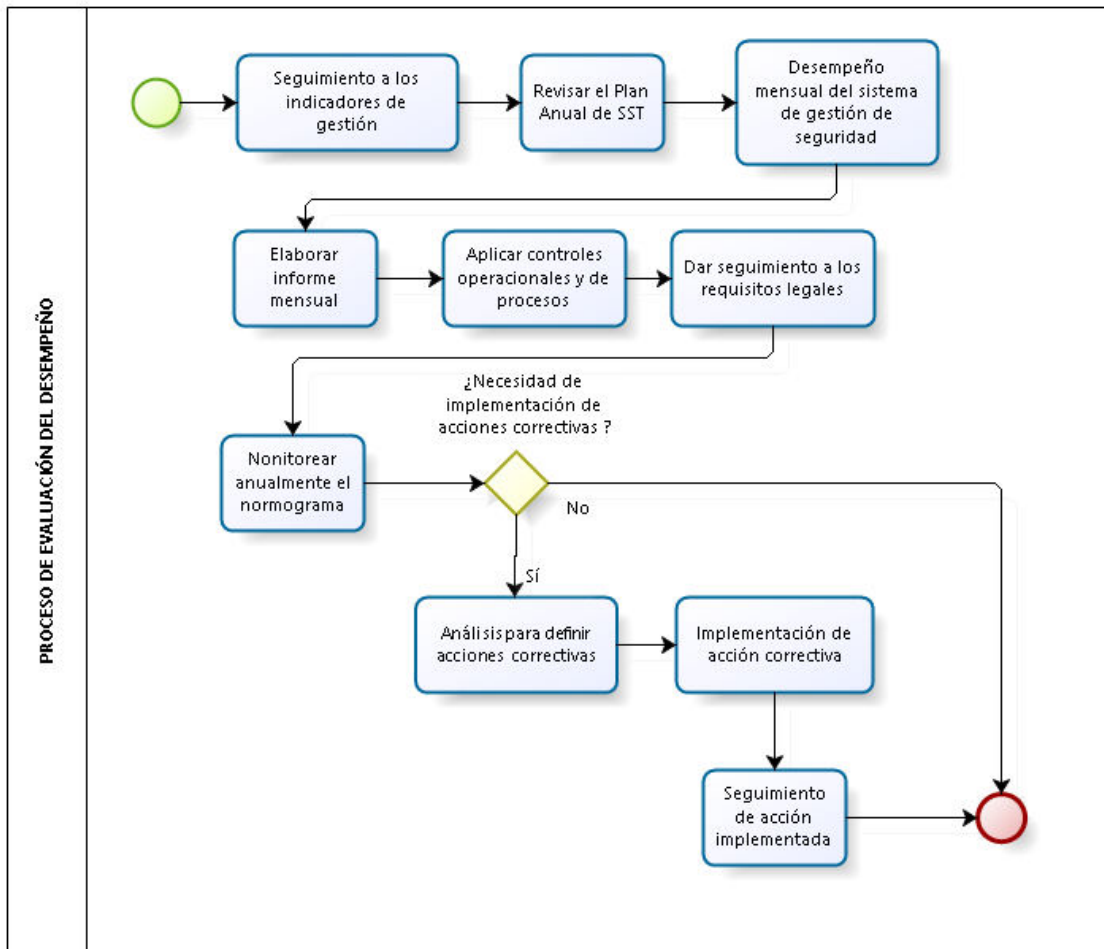 PROCESO DE EVALUACIÓN DEL DESEMPEÑO
Seguimiento a los
indicadores de
gestión
Revisar el Plan
Anual de SST
Desempeño
mensual del sistema
de gestión de
seguridad
Elaborar
informe
mensual
Aplicar controles
operacionales y de
procesos
Dar seguimiento a los
requisitos legales
¿Necesidad de
implementación de
acciones correctivas ?
Nonitorear
anualmente el
normograma
No
Sí
Análisis para definir
acciones correctivas
Implementación de
acción correctiva
Seguimiento
de acción
implementada